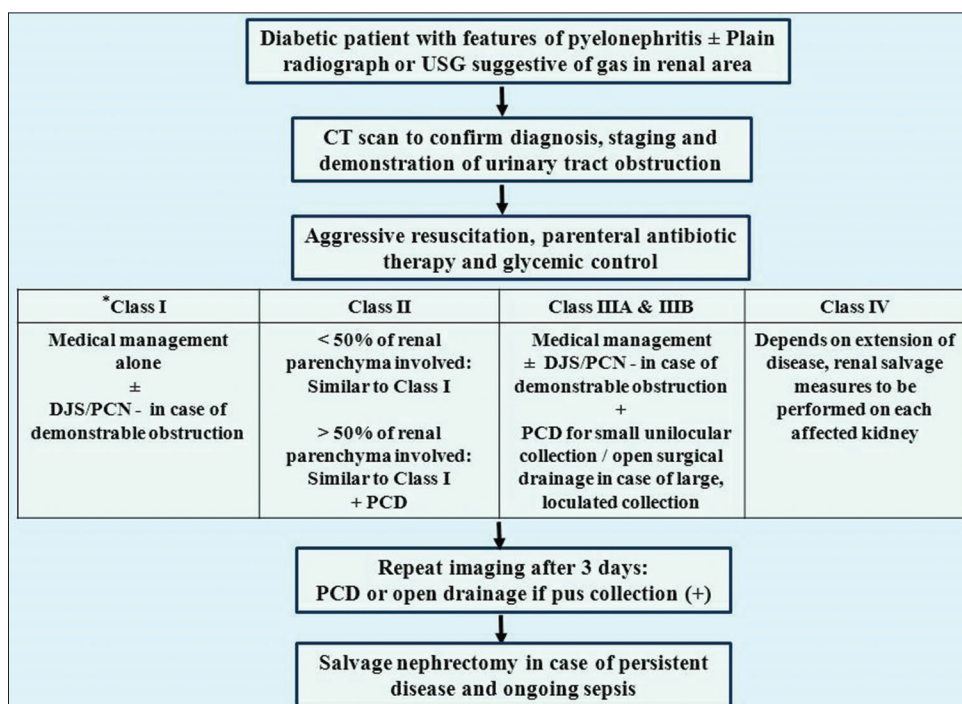 Diabetic patient with features of pyelonephritis ± Plain
radiograph or USG suggestive of gas in renal area
CT scan to confirm diagnosis, staging and
demonstration of urinary tract obstruction
Aggressive resuscitation, parenteral antibiotic
therapy and glycemic control
*Class I
Medical management
alone
±
DJS/PCN - in case of
demonstrable obstruction
Class II
< 50% of renal
parenchyma involved:
Similar to Class I
> 50% of renal
parenchyma involved:
Similar to Class I
+ PCD
Class IIIA & IIIB
Medical management
± DJS/PCN - in case of
demonstrable obstruction
+
PCD for small unilocular
collection / open surgical
drainage in case of large,
loculated collection
Class IV
Depends on extension of
disease, renal salvage
measures to be
performed on each
affected kidney
Repeat imaging after 3 days:
PCD or open drainage if pus collection (+)
Salvage nephrectomy in case of persistent
disease and ongoing sepsis